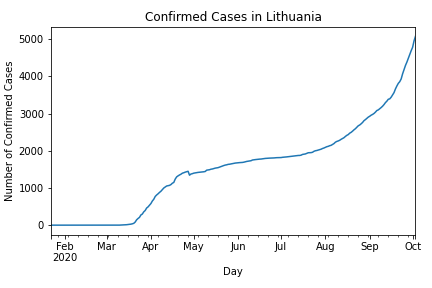 Confirmed Cases in Lithuania
Number of Confirmed Cases
5000
4000
3000
2000
1000
0
Feb Mar Apr May Jun Jul Aug Sep Oct
2020
Day